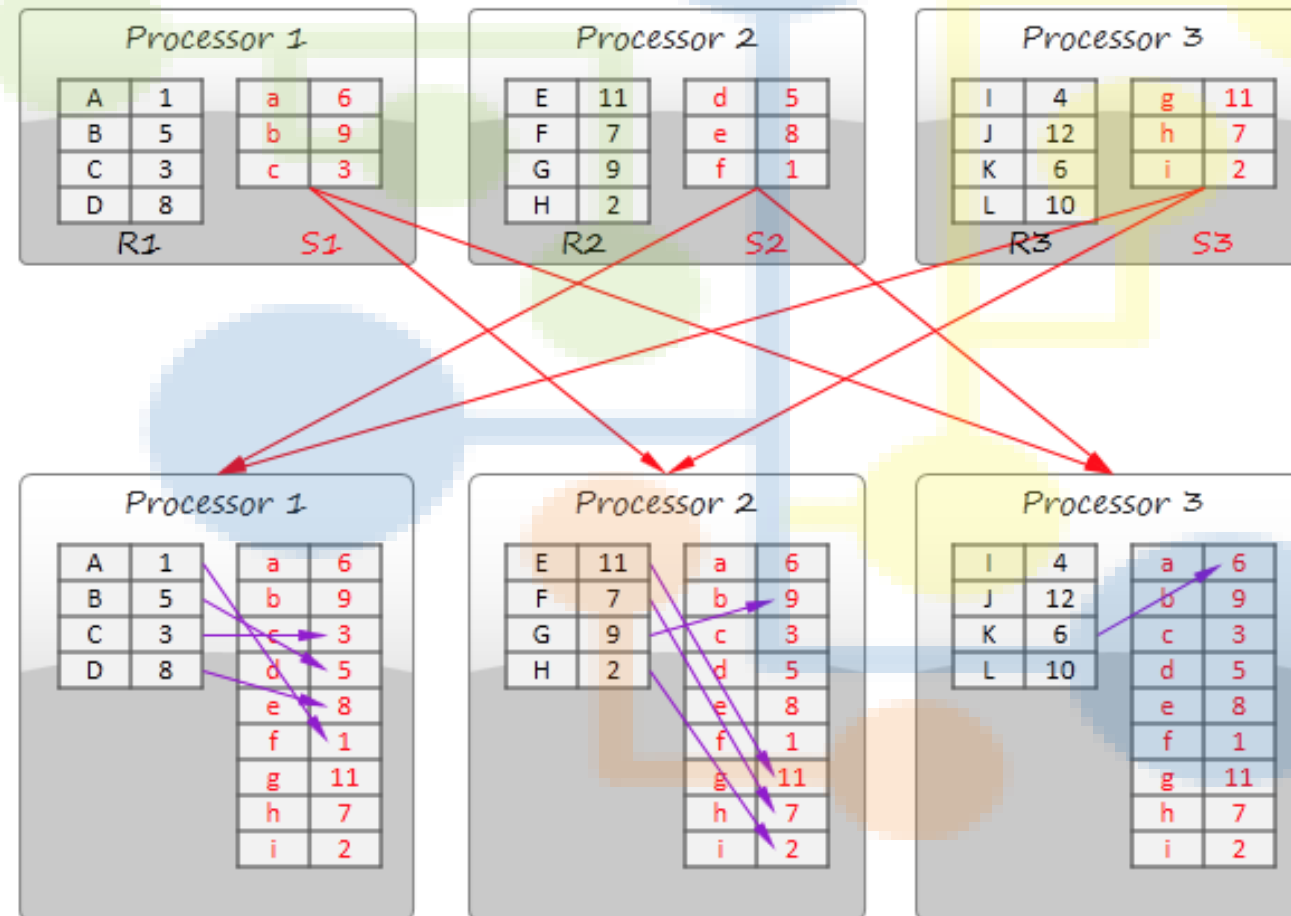 Processor 1
A 1
B 5
C 3
D 8
R1
a 6
b 9
c 3
S1
Processor 2
E 11
F 7
G 9
H 2
R2
d 5
e 8
f 1
S2
Processor 3
I 4
J 12
K 6
L 10
R3
g 11
h 7
i 2
S3
Processor 1
A 1
B 5
C 3
D 8
a 6
b 9
c 3
d 5
e 8
f 1
g 11
h 7
i 2
Processor 2
E 11
F 7
G 9
H 2
a 6
b 9
c 3
d 5
e 8
f 1
g 11
h 7
i 2
Processor 3
I 4
J 12
K 6
L 10
a 6
b 9
c 3
d 5
e 8
f 1
g 11
h 7
i 2